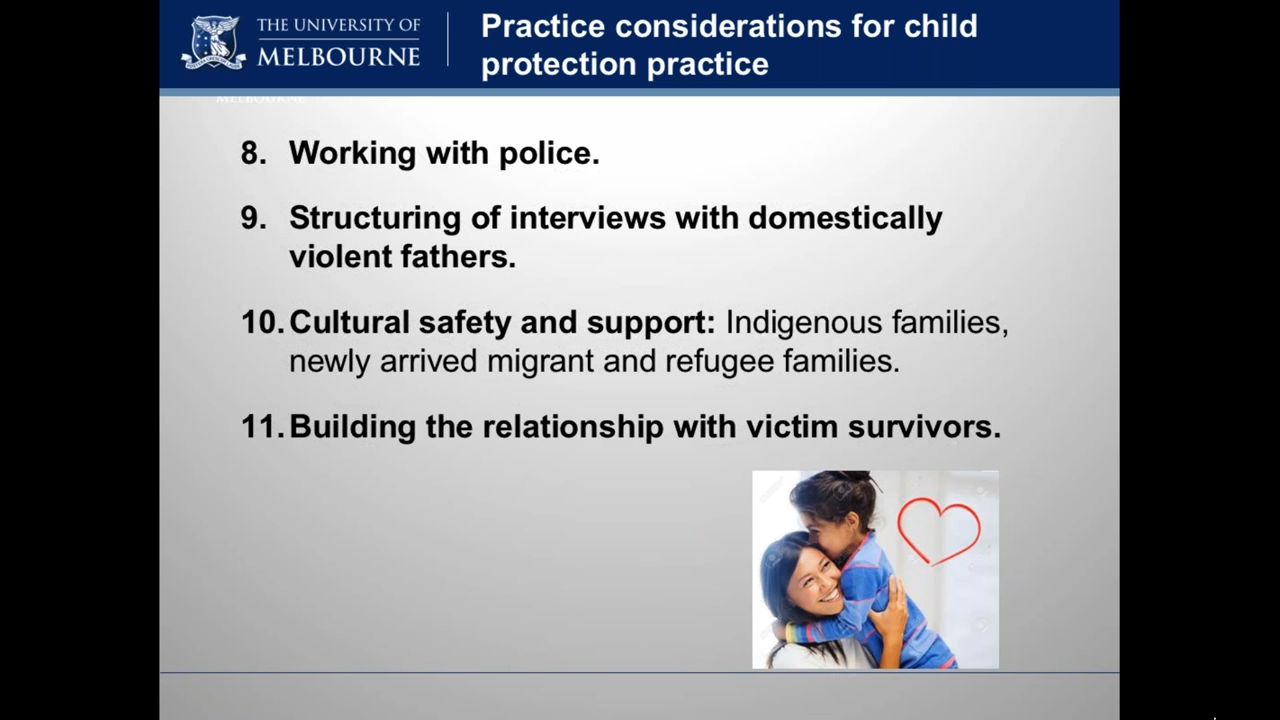 THE UNIVERSITY OF
MELBOURNE
Practice considerations for child
protection practice
MELBOURNE
8. Working with police.
9. Structuring of interviews with domestically
violent fathers.
10. Cultural safety and support: Indigenous families,
newly arrived migrant and refugee families.
11. Building the relationship with victim survivors.